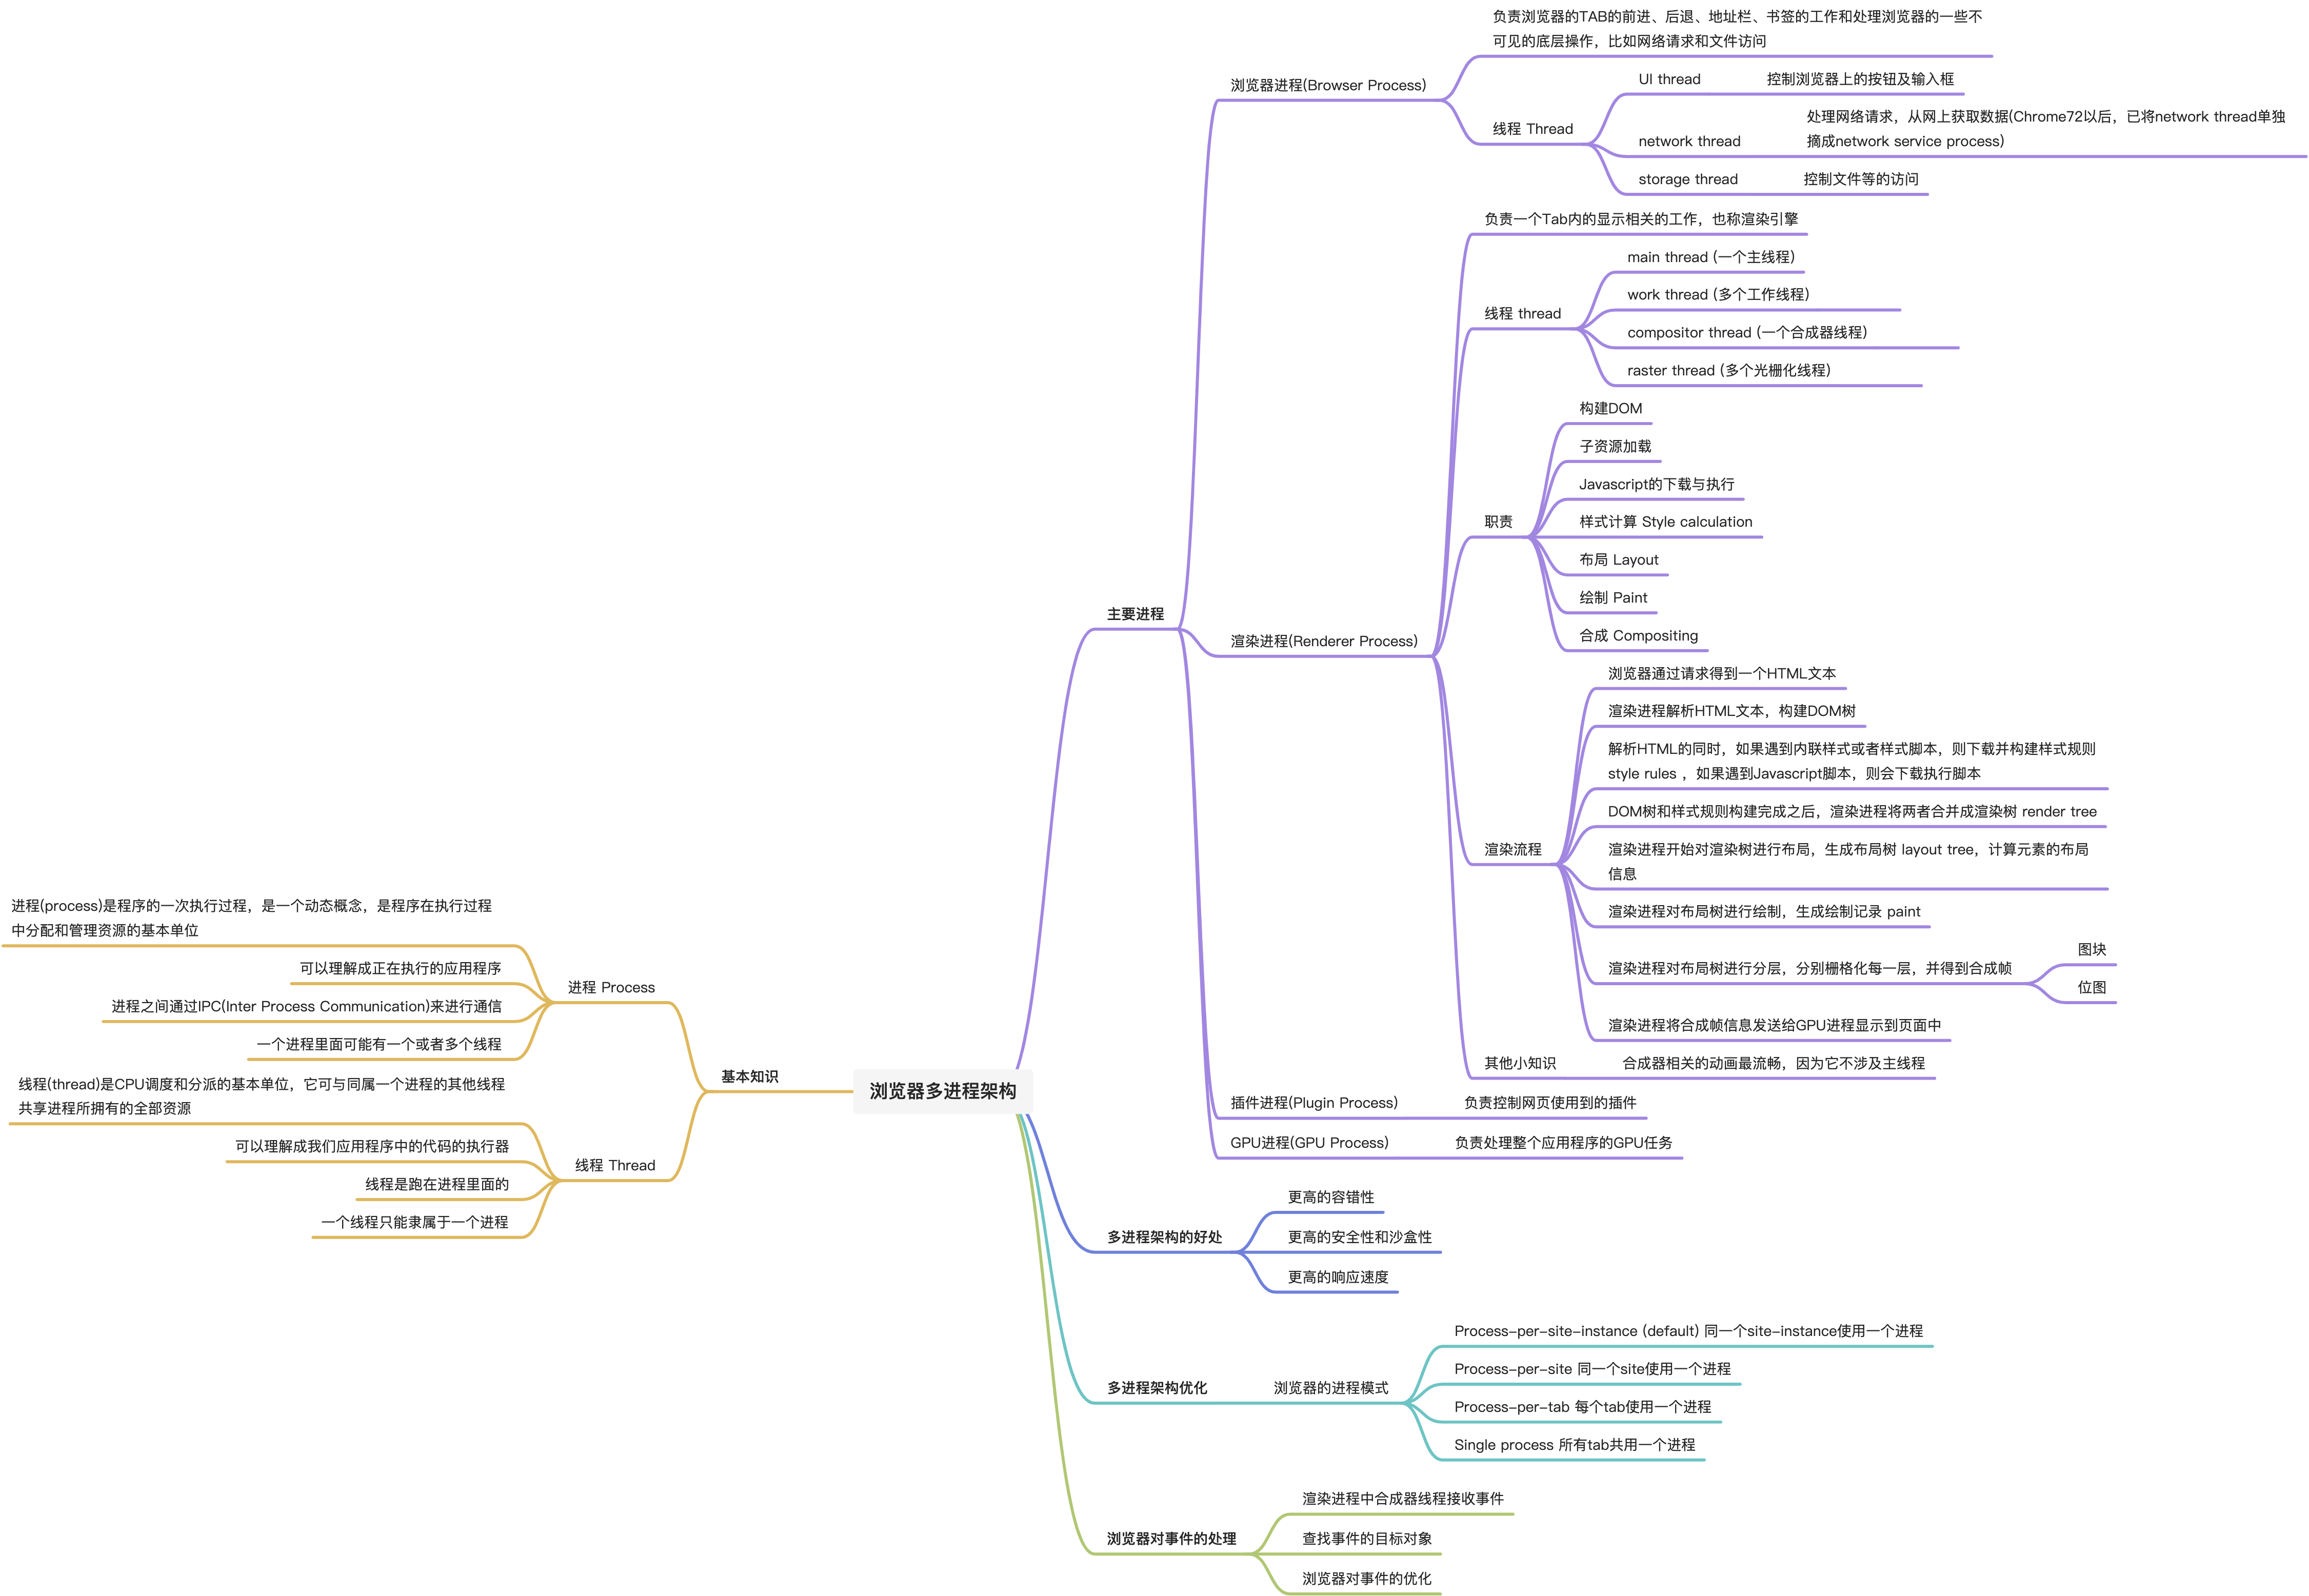 浏览器多进程架构
基本知识
进程 Process
进程(process)是程序的一次执行过程，是一个动态概念，是程序在执行过程
中分配和管理资源的基本单位
可以理解成正在执行的应用程序
进程之间通过IPC(Inter Process Communication)来进行通信
一个进程里面可能有一个或者多个线程
线程 Thread
线程(thread)是CPU调度和分派的基本单位，它可与同属一个进程的其他线程
共享进程所拥有的全部资源
可以理解成我们应用程序中的代码的执行器
线程是跑在进程里面的
一个线程只能隶属于一个进程
主要进程
浏览器进程(Browser Process)
负责浏览器的TAB的前进、后退、地址栏、书签的工作和处理浏览器的一些不
可见的底层操作，比如网络请求和文件访问
线程 Thread
UI thread
控制浏览器上的按钮及输入框
network thread
处理网络请求，从网上获取数据(Chrome72以后，已将network thread单独
摘成network service process)
storage thread
控制文件等的访问
渲染进程(Renderer Process)
负责一个Tab内的显示相关的工作，也称渲染引擎
线程 thread
main thread (一个主线程)
work thread (多个工作线程)
compositor thread (一个合成器线程)
raster thread (多个光栅化线程)
职责
构建DOM
子资源加载
Javascript的下载与执行
样式计算 Style calculation
布局 Layout
绘制 Paint
合成 Compositing
渲染流程
浏览器通过请求得到一个HTML文本
渲染进程解析HTML文本，构建DOM树
解析HTML的同时，如果遇到内联样式或者样式脚本，则下载并构建样式规则
style rules ，如果遇到Javascript脚本，则会下载执行脚本
DOM树和样式规则构建完成之后，渲染进程将两者合并成渲染树 render tree
渲染进程开始对渲染树进行布局，生成布局树 layout tree，计算元素的布局
信息
渲染进程对布局树进行绘制，生成绘制记录 paint
渲染进程对布局树进行分层，分别栅格化每一层，并得到合成帧
图块
位图
渲染进程将合成帧信息发送给GPU进程显示到页面中
其他小知识
合成器相关的动画最流畅，因为它不涉及主线程
插件进程(Plugin Process)
负责控制网页使用到的插件
GPU进程(GPU Process)
负责处理整个应用程序的GPU任务
多进程架构的好处
更高的容错性
更高的安全性和沙盒性
更高的响应速度
多进程架构优化
浏览器的进程模式
Process-per-site-instance (default) 同一个site-instance使用一个进程
Process-per-site 同一个site使用一个进程
Process-per-tab 每个tab使用一个进程
Single process 所有tab共用一个进程
浏览器对事件的处理
渲染进程中合成器线程接收事件
查找事件的目标对象
浏览器对事件的优化